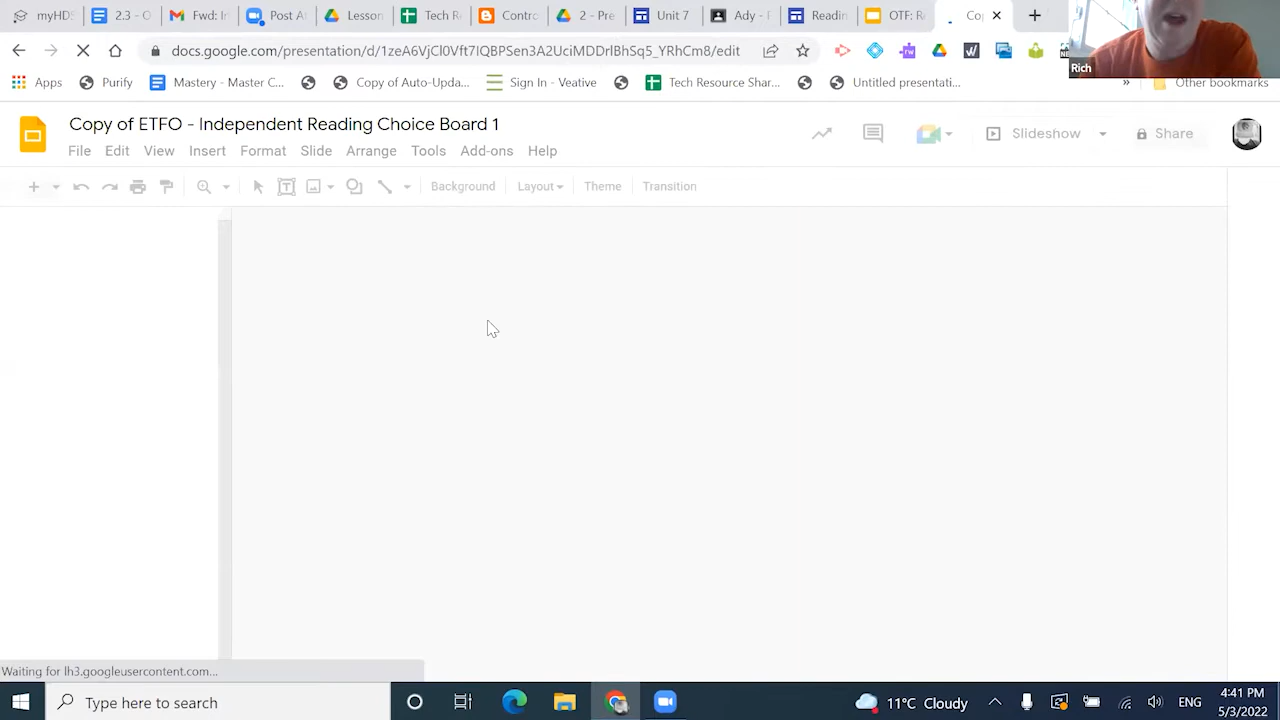 myHDS 2.3 - Fwd: In Post A Lesson Tech R Contr 2 - Pre Unit 7 Ady - Readin OTF: R Co
docs.google.com/presentation/d/1zeA6VjCl0Vft7IQBPSen3A2UciMDDrlBhSq5_YRhCm8/edit
Rich
Apps Purify Mastery - Master C... Copy of Auto-Upda... Sign In - Veative Tech Resource Shar... Untitled presentati... » Other bookmarks
Copy of ETFO - Independent Reading Choice Board 1
Slideshow Share
File Edit View Insert Format Slide Arrange Tools Add-ons Help
Background Layout Theme Transition
Waiting for lh3.googleusercontent.com...
Type here to search
11°C Cloudy ENG
4:41 PM
5/3/2022